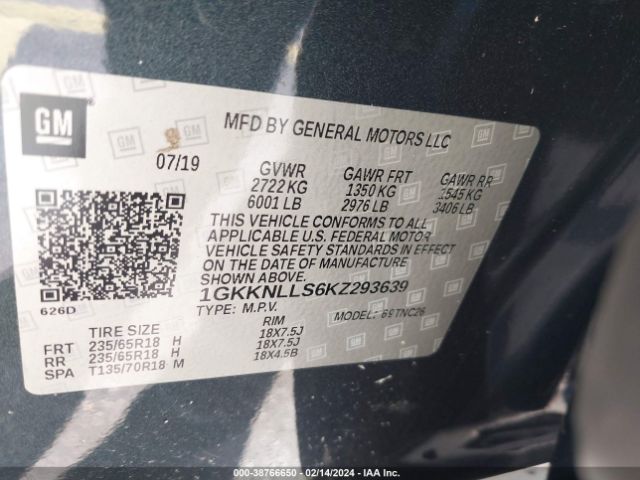 GM
MFD BY GENERAL MOTORS LLC
07/19
GVWR GAWR FRT GAWR RR
2722 KG 1350 KG 1545 KG
6001 LB 2976 LB 3406 LB
THIS VEHICLE CONFORMS TO ALL
APPLICABLE U.S. FEDERAL MOTOR
VEHICLE SAFETY STANDARDS IN EFFECT
ON THE DATE OF MANUFACTURE
SHOWN ABOVE.
1GKKNLLS6KZ293639
TYPE: M.P.V. MODEL:
626D
TIRE SIZE RIM
FRT 235/65R18 H 18X7.5J
RR 235/65R18 H 18X7.5J
SPA T135/70R18 M 18X4.5B
000-38766650 - 02/14/2024 - IAA Inc.